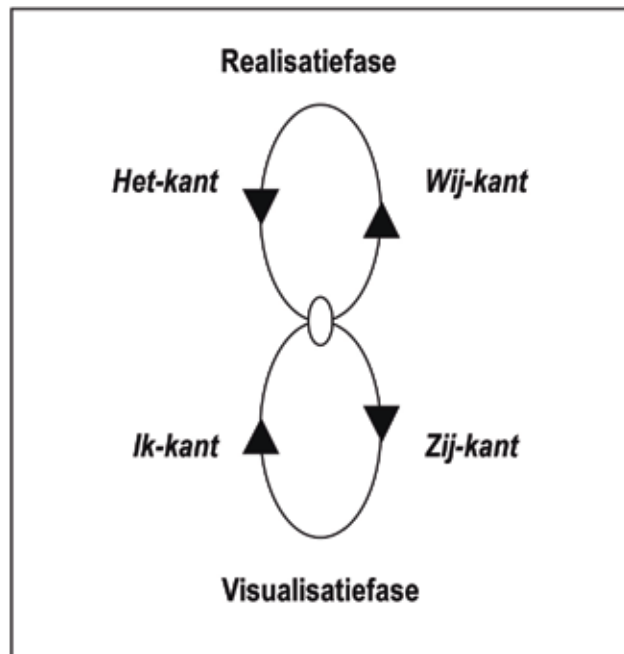 Realisatiefase
Het-kant
Wij-kant
Ik-kant
Zij-kant
Visualisatiefase